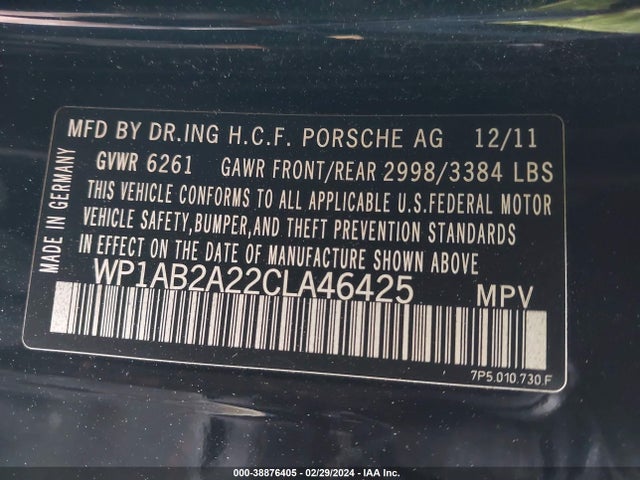 MFD BY DR.ING H.C.F. PORSCHE AG 12/11
GVWR 6261 GAWR FRONT/REAR 2998/3384 LBS
THIS VEHICLE CONFORMS TO ALL APPLICABLE U.S.FEDERAL MOTOR
VEHICLE SAFETY,BUMPER,AND THEFT PREVENTION STANDARDS
IN EFFECT ON THE DATE OF MANUFACTURE SHOWN ABOVE
MADE IN GERMANY
WP1AB2A22CLA46425 MPV
7P5.010.730.F
000-38876405 - 02/29/2024 - IAA Inc.